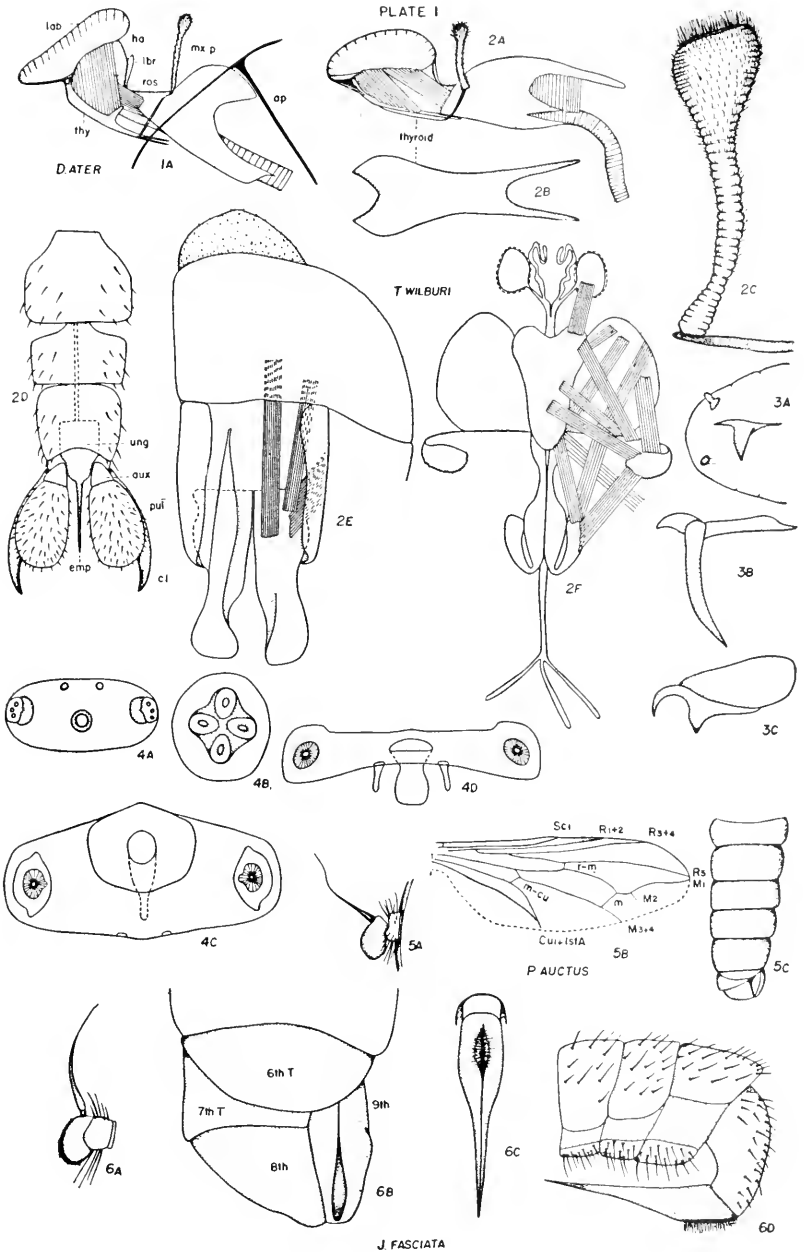 PLATE 1
lab
ha
lbr
ros
mx p
ap
thy
D. ATER
1A
2A
thyroid
2B
2C
T WILBURI
2D
ung
aux
pul
emp
cl
2E
2F
3A
3B
3C
4A
4B.
4D
4C
5A
Sc1
R1+2
R3+4
r-m
R5
M1
m-cu
m
M2
M3+4
Cu1+1stA
5B
P AUCTUS
5C
6A
6th T
7th T
9th
8th
6B
6C
6D
J. FASCIATA